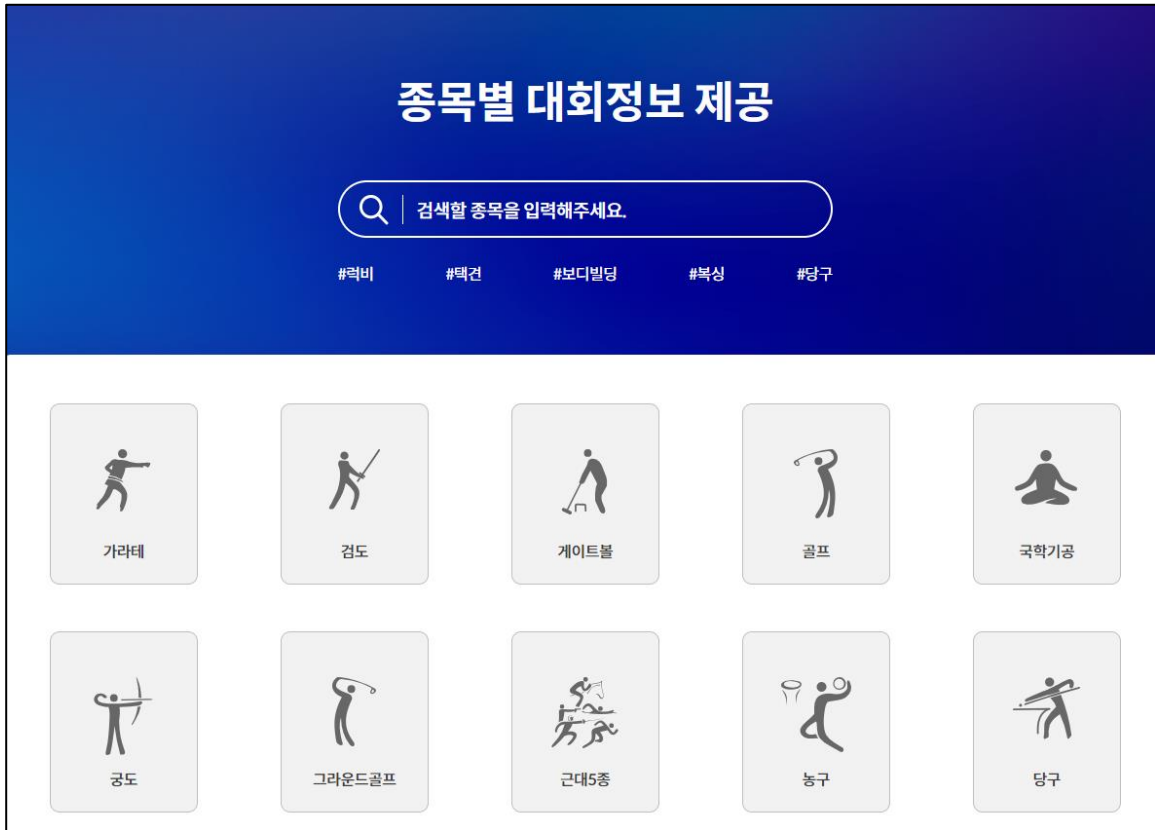 종목별 대회정보 제공
검색할 종목을 입력해주세요.
#럭비 #택견 #보디빌딩 #복싱 #당구
가라테 검도 게이트볼 골프 국학기공
궁도 그라운드골프 근대5종 농구 당구